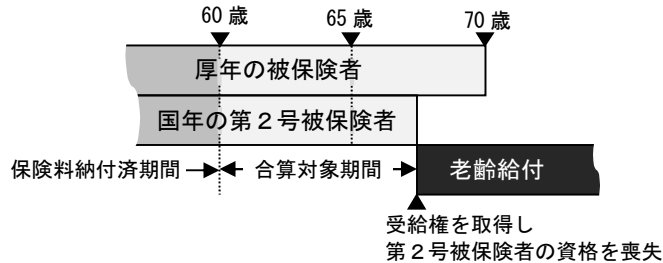 60 歳
65 歳
70 歳
厚年の被保険者
国年の第２号被保険者
保険料納付済期間
合算対象期間
老齢給付
受給権を取得し
第２号被保険者の資格を喪失